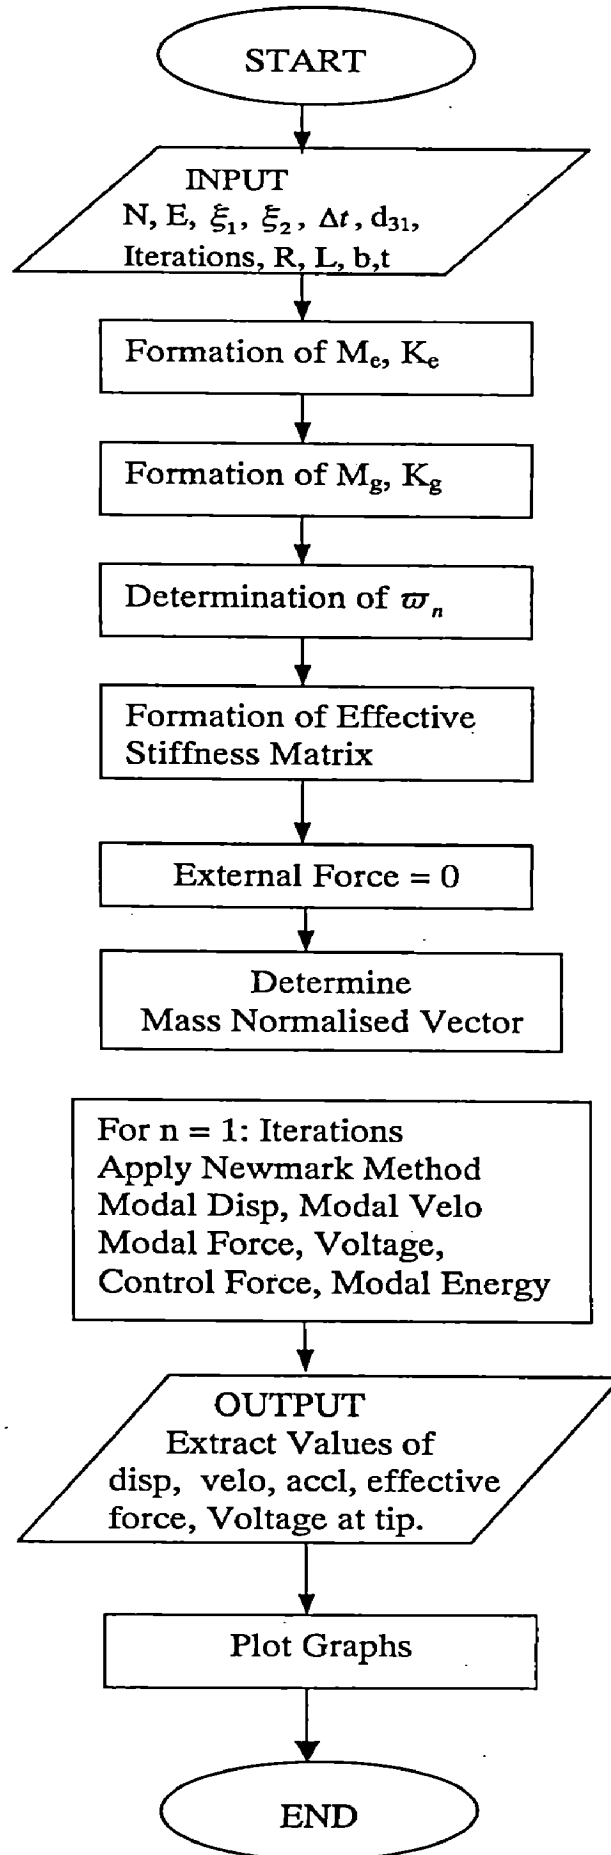 START
INPUT
N, E, ξ₁, ξ₂, Δt, d₃₁,
Iterations, R, L, b,t
Formation of Mₑ, Kₑ
Formation of M_g, K_g
Determination of ϖₙ
Formation of Effective
Stiffness Matrix
External Force = 0
Determine
Mass Normalised Vector
For n = 1: Iterations
Apply Newmark Method
Modal Disp, Modal Velo
Modal Force, Voltage,
Control Force, Modal Energy
OUTPUT
Extract Values of
disp, velo, accl, effective
force, Voltage at tip.
Plot Graphs
END